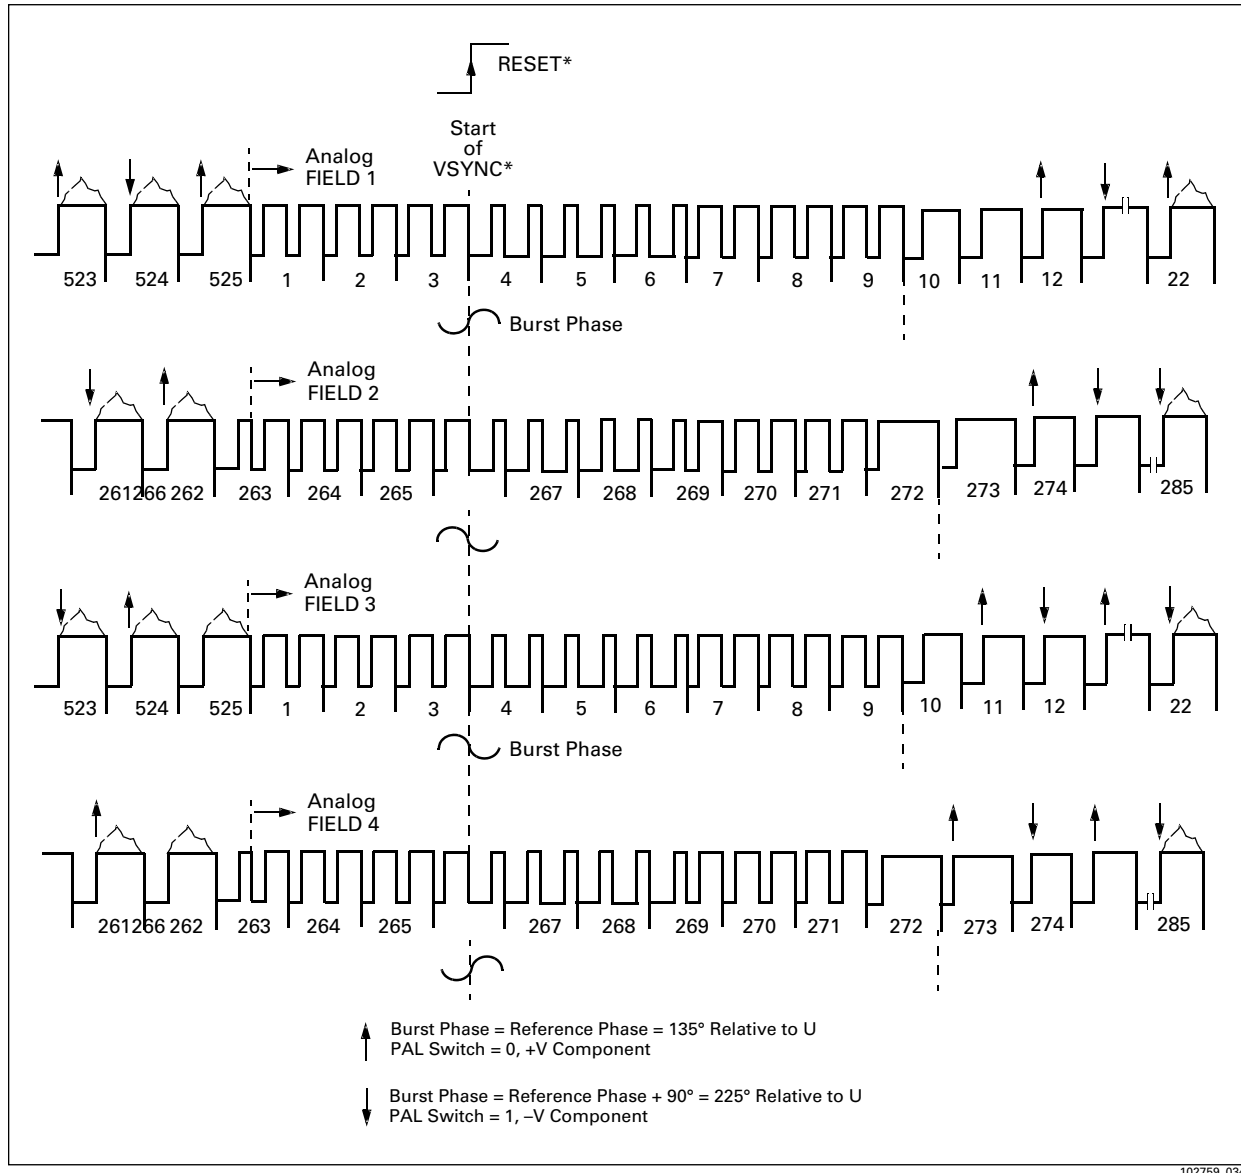 RESET*
Start
of
VSYNC*
Analog
FIELD 1
523 524 525 1 2 3 4 5 6 7 8 9 10 11 12 22
Burst Phase
Analog
FIELD 2
261266 262 263 264 265 267 268 269 270 271 272 273 274 285
Analog
FIELD 3
523 524 525 1 2 3 4 5 6 7 8 9 10 11 12 22
Burst Phase
Analog
FIELD 4
261266 262 263 264 265 267 268 269 270 271 272 273 274 285
Burst Phase = Reference Phase = 135° Relative to U
PAL Switch = 0, +V Component
Burst Phase = Reference Phase + 90° = 225° Relative to U
PAL Switch = 1, –V Component